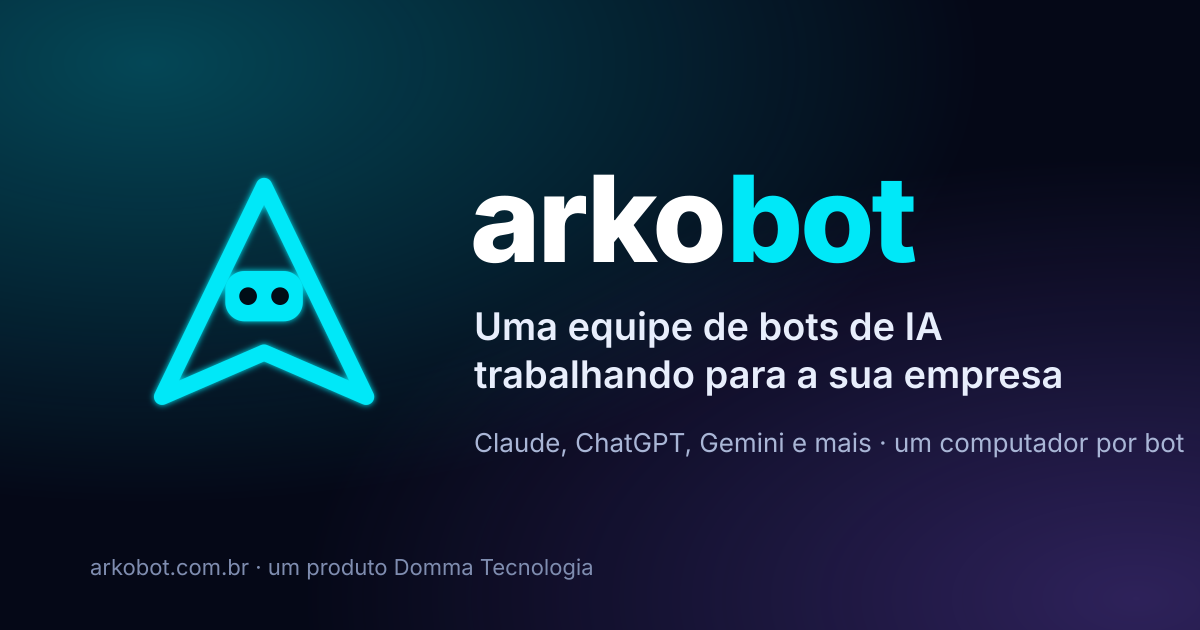 arkobot
Uma equipe de bots de IA
trabalhando para a sua empresa
Claude, ChatGPT, Gemini e mais · um computador por bot
arkobot.com.br · um produto Domma Tecnologia